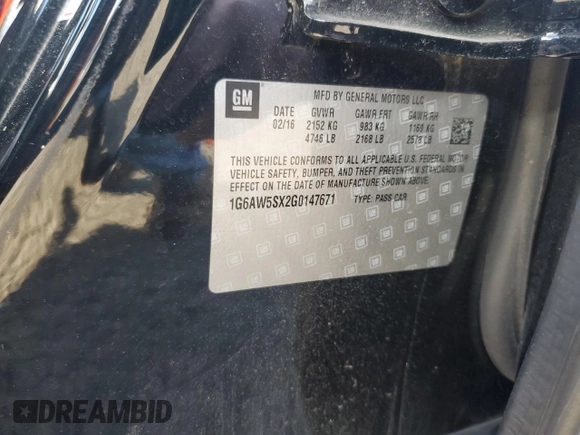 GM
MFD BY GENERAL MOTORS LLC
DATE GVWR GAWR FRT GAWR RR
02/16 2152 KG 983 KG 1169 KG
4746 LB 2168 LB 2578 LB
THIS VEHICLE CONFORMS TO ALL APPLICABLE U.S. FEDERAL MOTOR
VEHICLE SAFETY, BUMPER, AND THEFT PREVENTION STANDARDS IN
EFFECT ON THE DATE OF MANUFACTURE SHOWN ABOVE.
1G6AW5SX2G0147671 TYPE: PASS CAR
DREAMBID